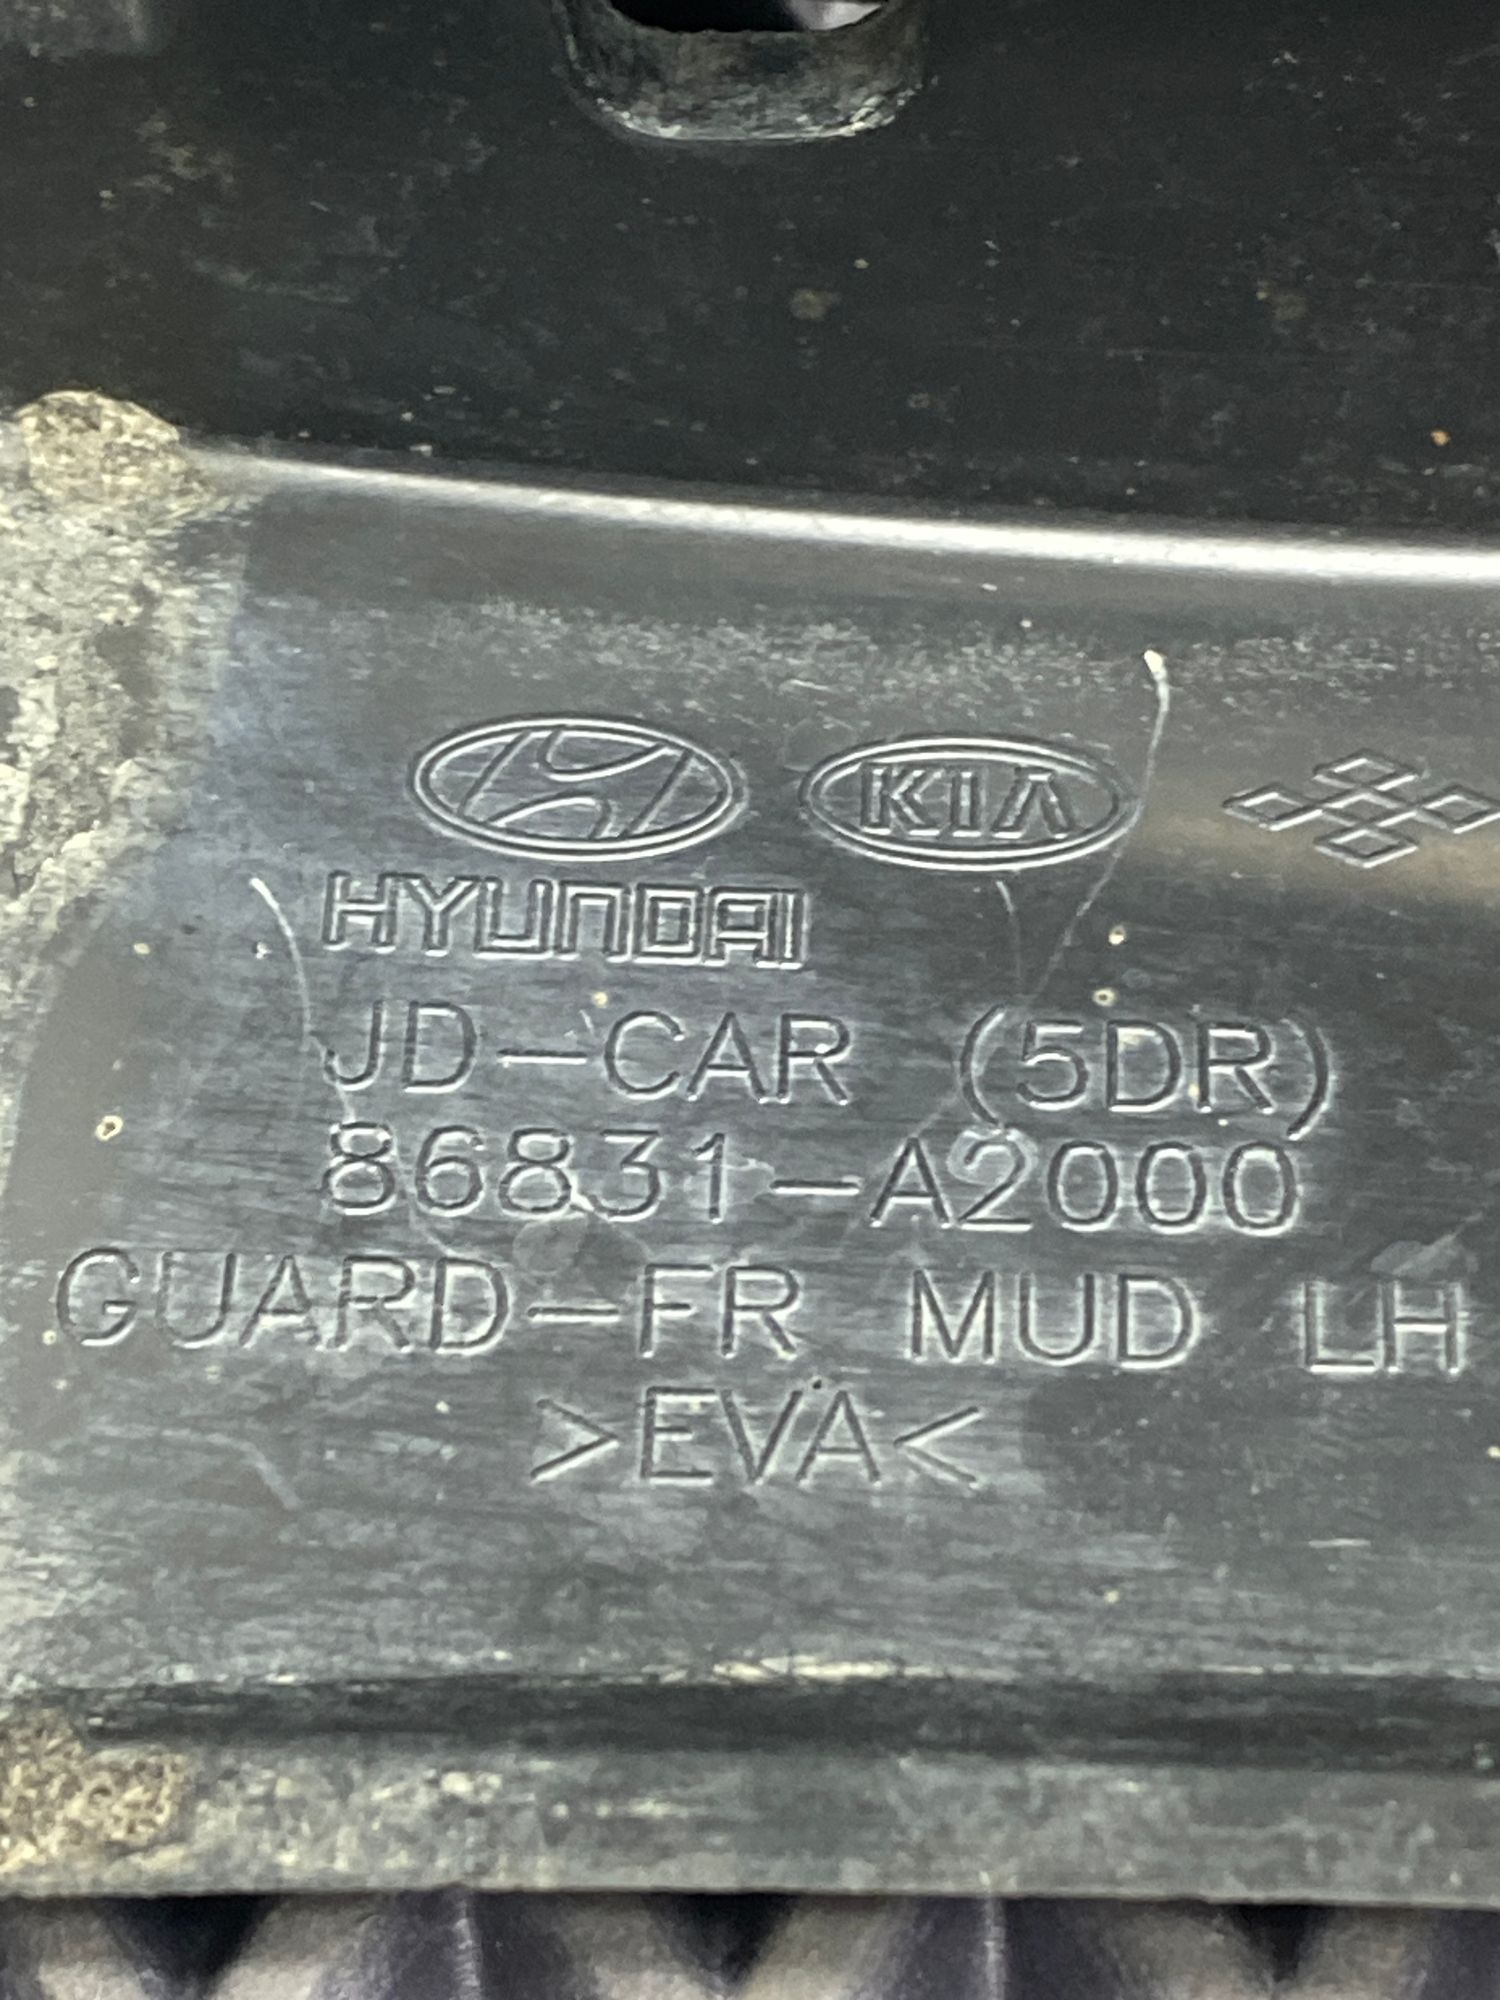 KIA
HYUNDAI
JD-CAR (5DR)
86831-A2000
GUARD-FR MUD LH
>EVA<